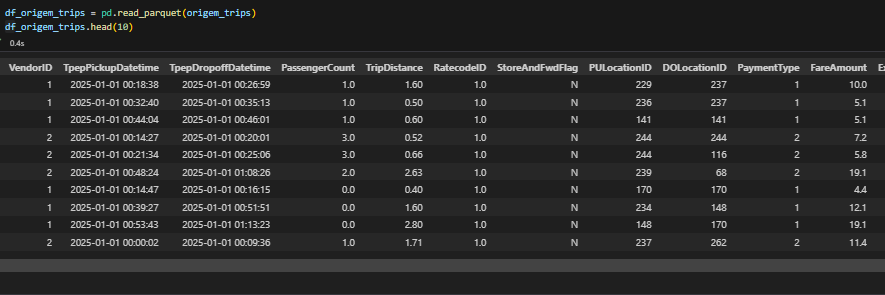 df_origem_trips = pd.read_parquet(origem_trips)
df_origem_trips.head(10)
0.4s
VendorID TpepPickupDatetime TpepDropoffDatetime PassengerCount TripDistance RatecodeID StoreAndFwdFlag PULocationID DOLocationID PaymentType FareAmount Ex
1 2025-01-01 00:18:38 2025-01-01 00:26:59 1.0 1.60 1.0 N 229 237 1 10.0
1 2025-01-01 00:32:40 2025-01-01 00:35:13 1.0 0.50 1.0 N 236 237 1 5.1
1 2025-01-01 00:44:04 2025-01-01 00:46:01 1.0 0.60 1.0 N 141 141 1 5.1
2 2025-01-01 00:14:27 2025-01-01 00:20:01 3.0 0.52 1.0 N 244 244 2 7.2
2 2025-01-01 00:21:34 2025-01-01 00:25:06 3.0 0.66 1.0 N 244 116 2 5.8
2 2025-01-01 00:48:24 2025-01-01 01:08:26 2.0 2.63 1.0 N 239 68 2 19.1
1 2025-01-01 00:14:47 2025-01-01 00:16:15 0.0 0.40 1.0 N 170 170 1 4.4
1 2025-01-01 00:39:27 2025-01-01 00:51:51 0.0 1.60 1.0 N 234 148 1 12.1
1 2025-01-01 00:53:43 2025-01-01 01:13:23 0.0 2.80 1.0 N 148 170 1 19.1
2 2025-01-01 00:00:02 2025-01-01 00:09:36 1.0 1.71 1.0 N 237 262 2 11.4